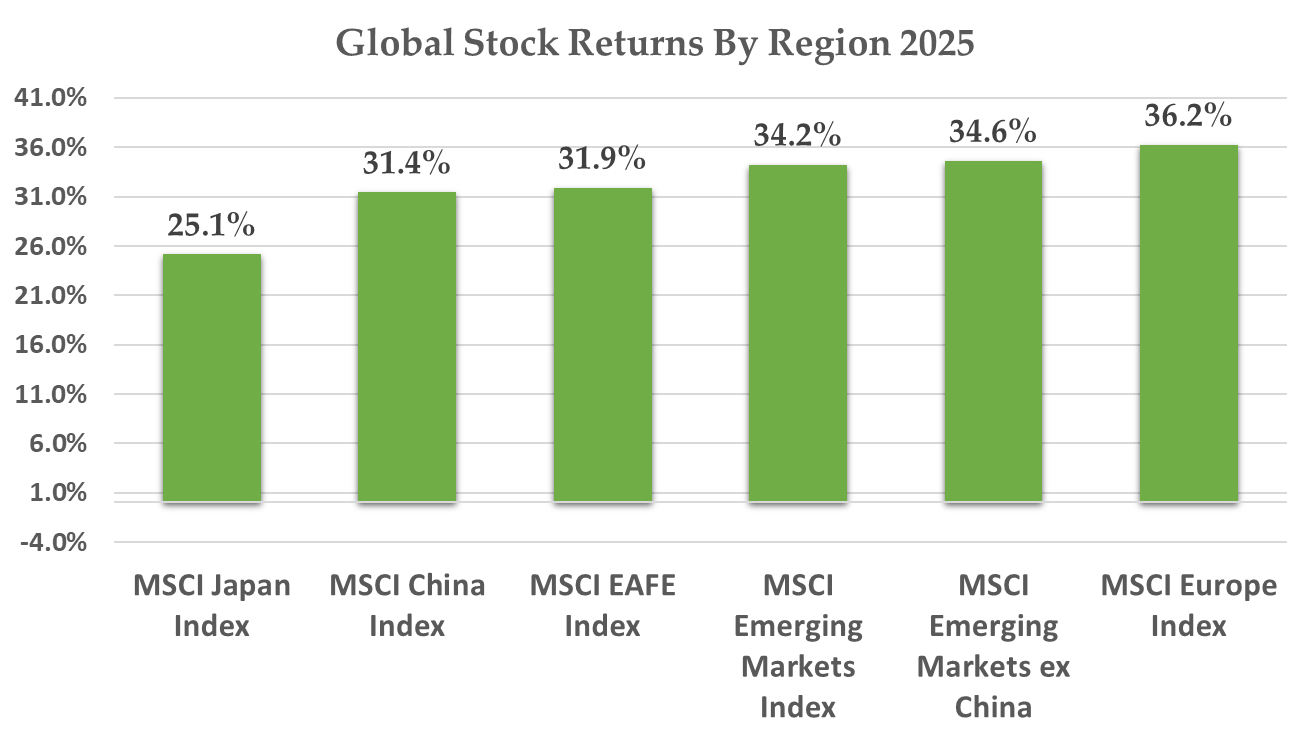 Global Stock Returns By Region 2025
41.0%
36.0%
31.0%
26.0%
21.0%
16.0%
11.0%
6.0%
1.0%
-4.0%
25.1%
31.4%
31.9%
34.2%
34.6%
36.2%
MSCI Japan
Index
MSCI China
Index
MSCI EAFE
Index
MSCI
Emerging
Markets
Index
MSCI
Emerging
Markets ex
China
MSCI Europe
Index